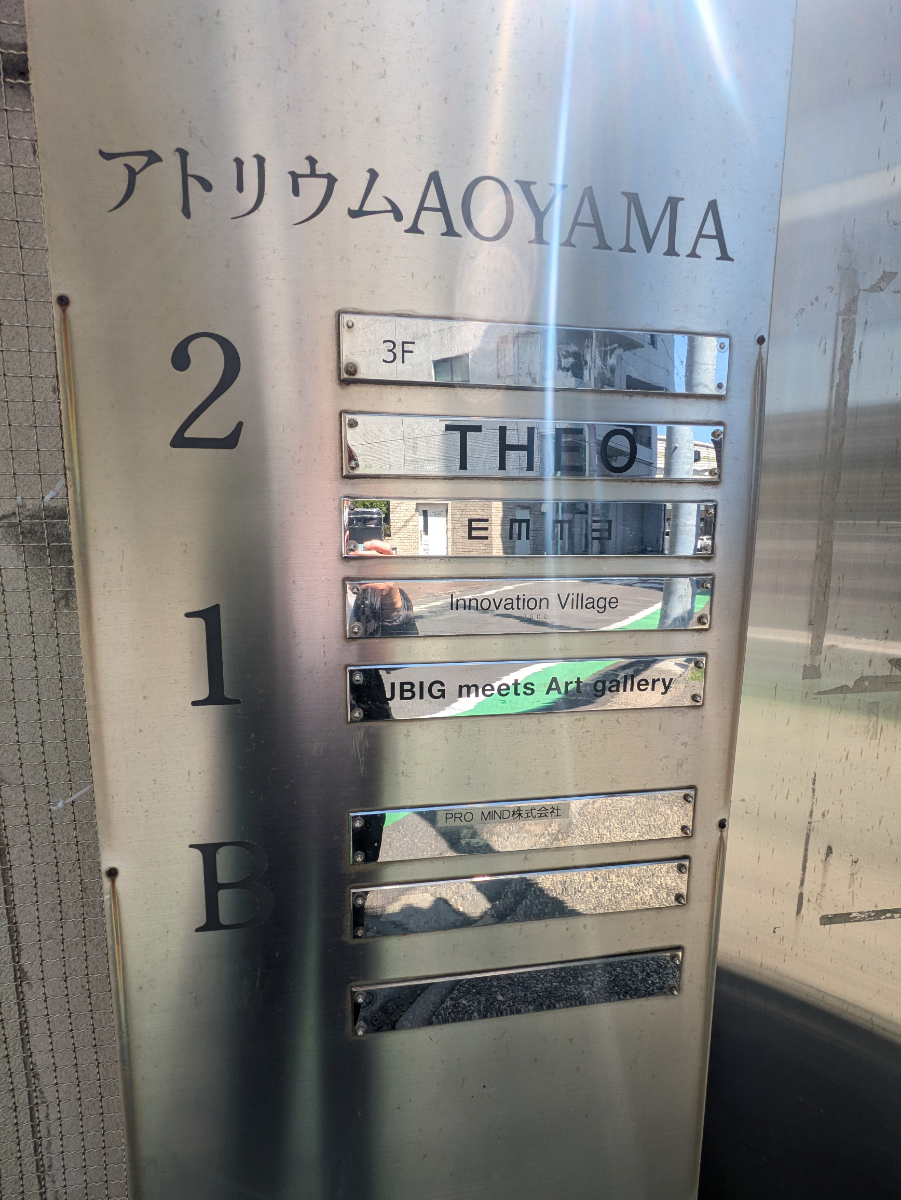 アトリウムAOYAMA
2
3F
THEO
1
Innovation Village
meets Art gallery
B
PRO MIND株式会社